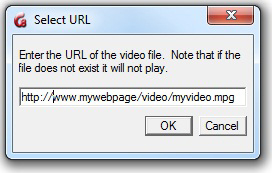 Select URL
Enter the URL of the video file. Note that if the
file does not exist it will not play.
http://www.mywebpage/video/myvideo.mpg
OK
Cancel